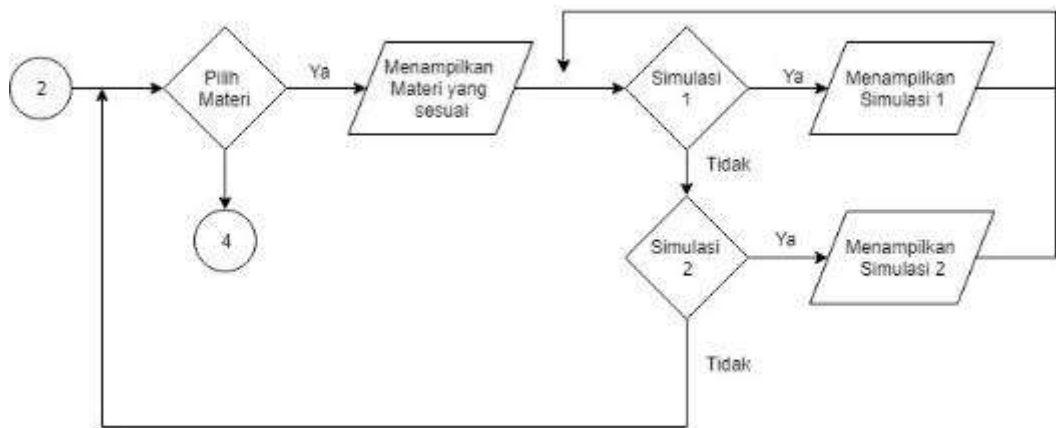 2
Pilih
Materi
Ya
Menampilkan
Materi yang
sesuai
Simulasi
1
Ya
Menampilkan
Simulasi 1
Tidak
4
Simulasi
2
Ya
Menampilkan
Simulasi 2
Tidak